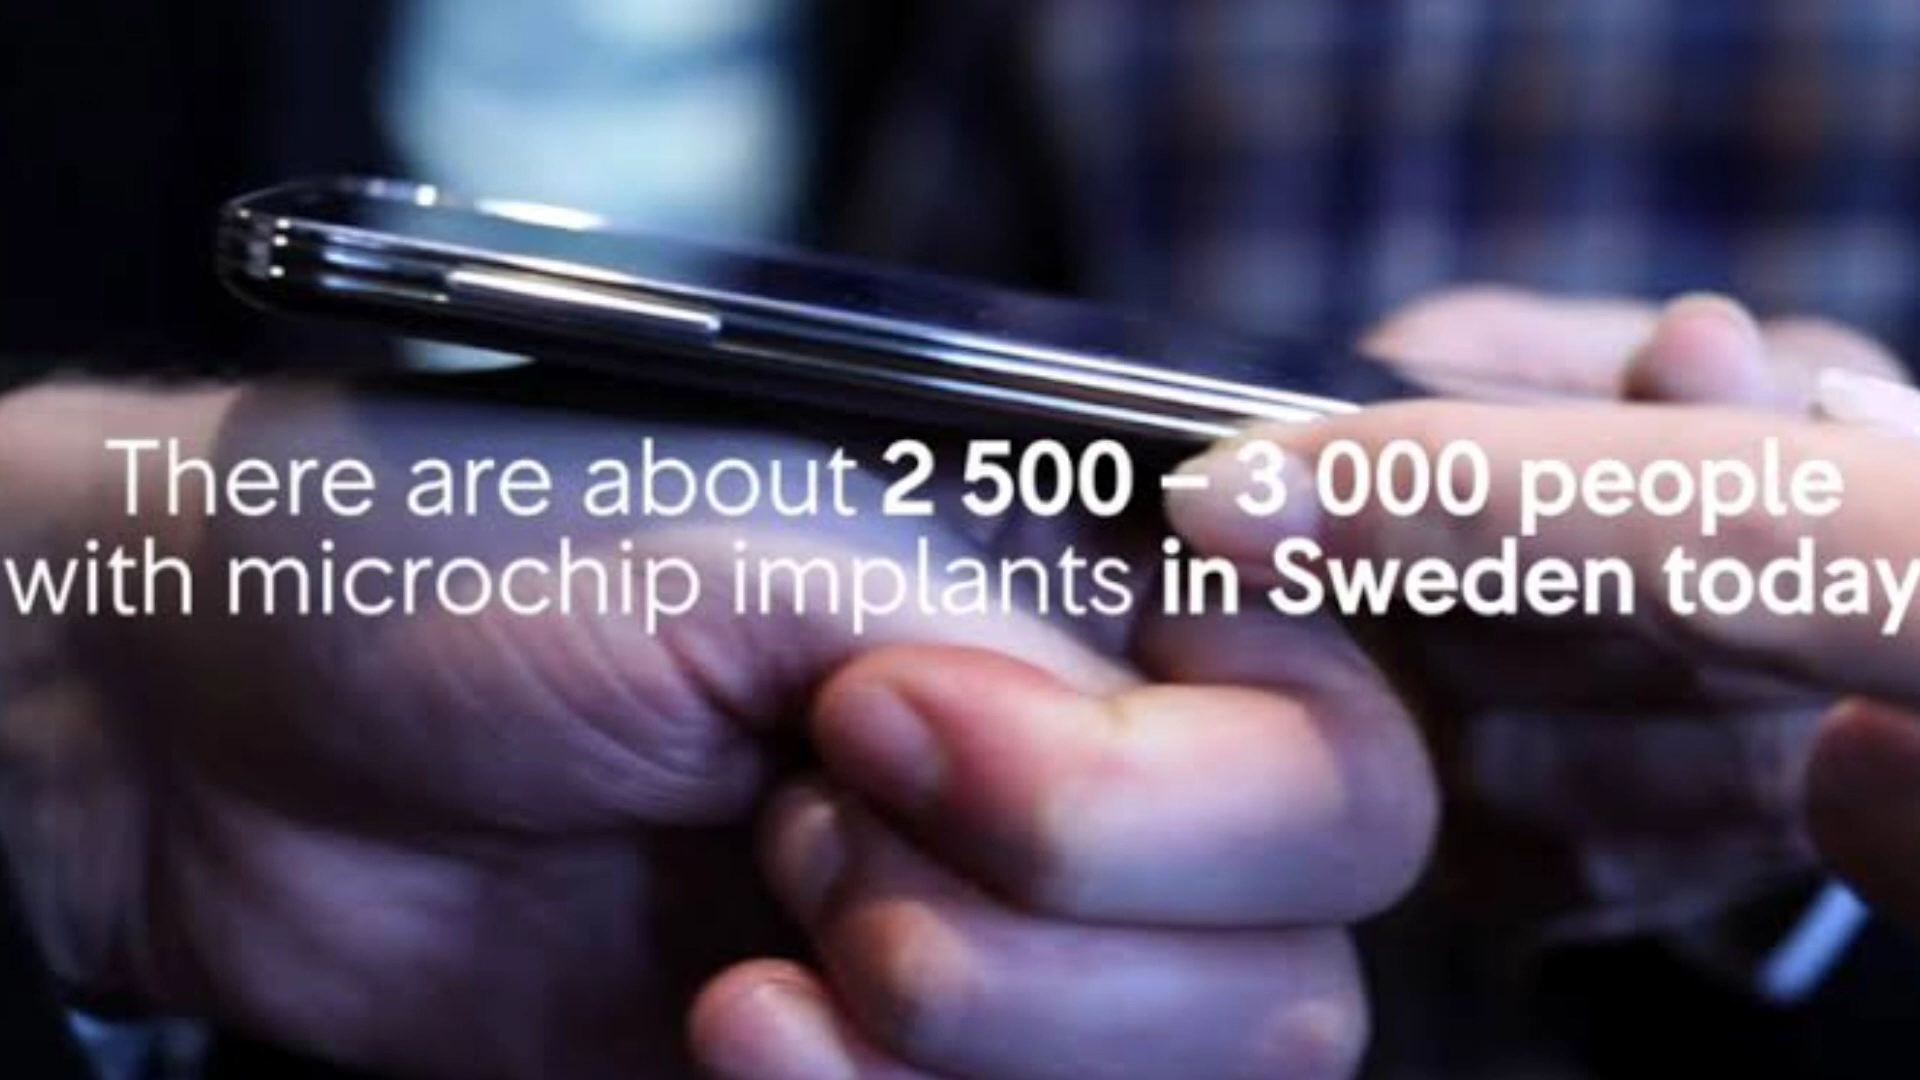 There are about 2 500 – 3 000 people
with microchip implants in Sweden today